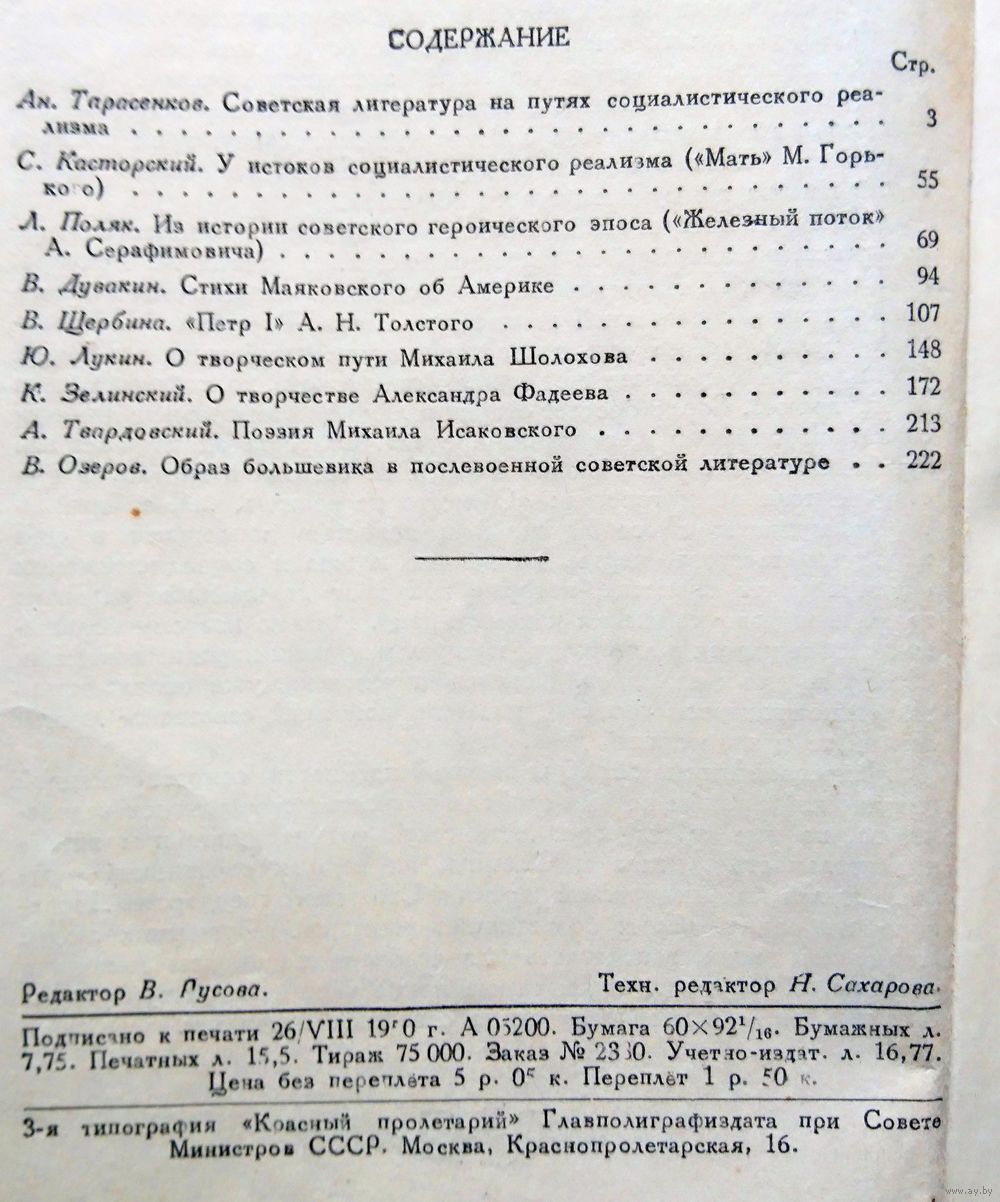 СОДЕРЖАНИЕ
Стр.
Ан. Тарасенков. Советская литература на путях социалистического реа-
лизма . . . . . . . . . . . . . . . . . . . . . . . . . . . . . . 3
С. Касторский. У истоков социалистического реализма («Мать» М. Горь-
кого) . . . . . . . . . . . . . . . . . . . . . . . . . . . . . . 55
Л. Поляк. Из истории советского героического эпоса («Железный поток»
А. Серафимовича) . . . . . . . . . . . . . . . . . . . . . . . 69
В. Дувакин. Стихи Маяковского об Америке . . . . . . . . . . . . . 94
В. Щербина. «Петр I» А. Н. Толстого . . . . . . . . . . . . . . . . 107
Ю. Лукин. О творческом пути Михаила Шолохова . . . . . . . . . . 148
К. Зелинский. О творчестве Александра Фадеева . . . . . . . . . . . 172
А. Твардовский. Поэзия Михаила Исаковского . . . . . . . . . . . . 213
В. Озеров. Образ большевика в послевоенной советской литературе . . 222
Редактор В. Русова.
Техн. редактор Н. Сахарова.
Подписано к печати 26/VIII 1950 г. А 05200. Бумага 60×92¹/₁₆. Бумажных л.
7,75. Печатных л. 15,5. Тираж 75 000. Заказ № Учетно-издат. л. 16,77.
Цена без переплёта 5 р. к. Переплёт 1 р. 50 к.
3-я типография «Красный пролетарий» Главполиграфиздата при Совете
Министров СССР. Москва, Краснопролетарская, 16.
www.ay.by